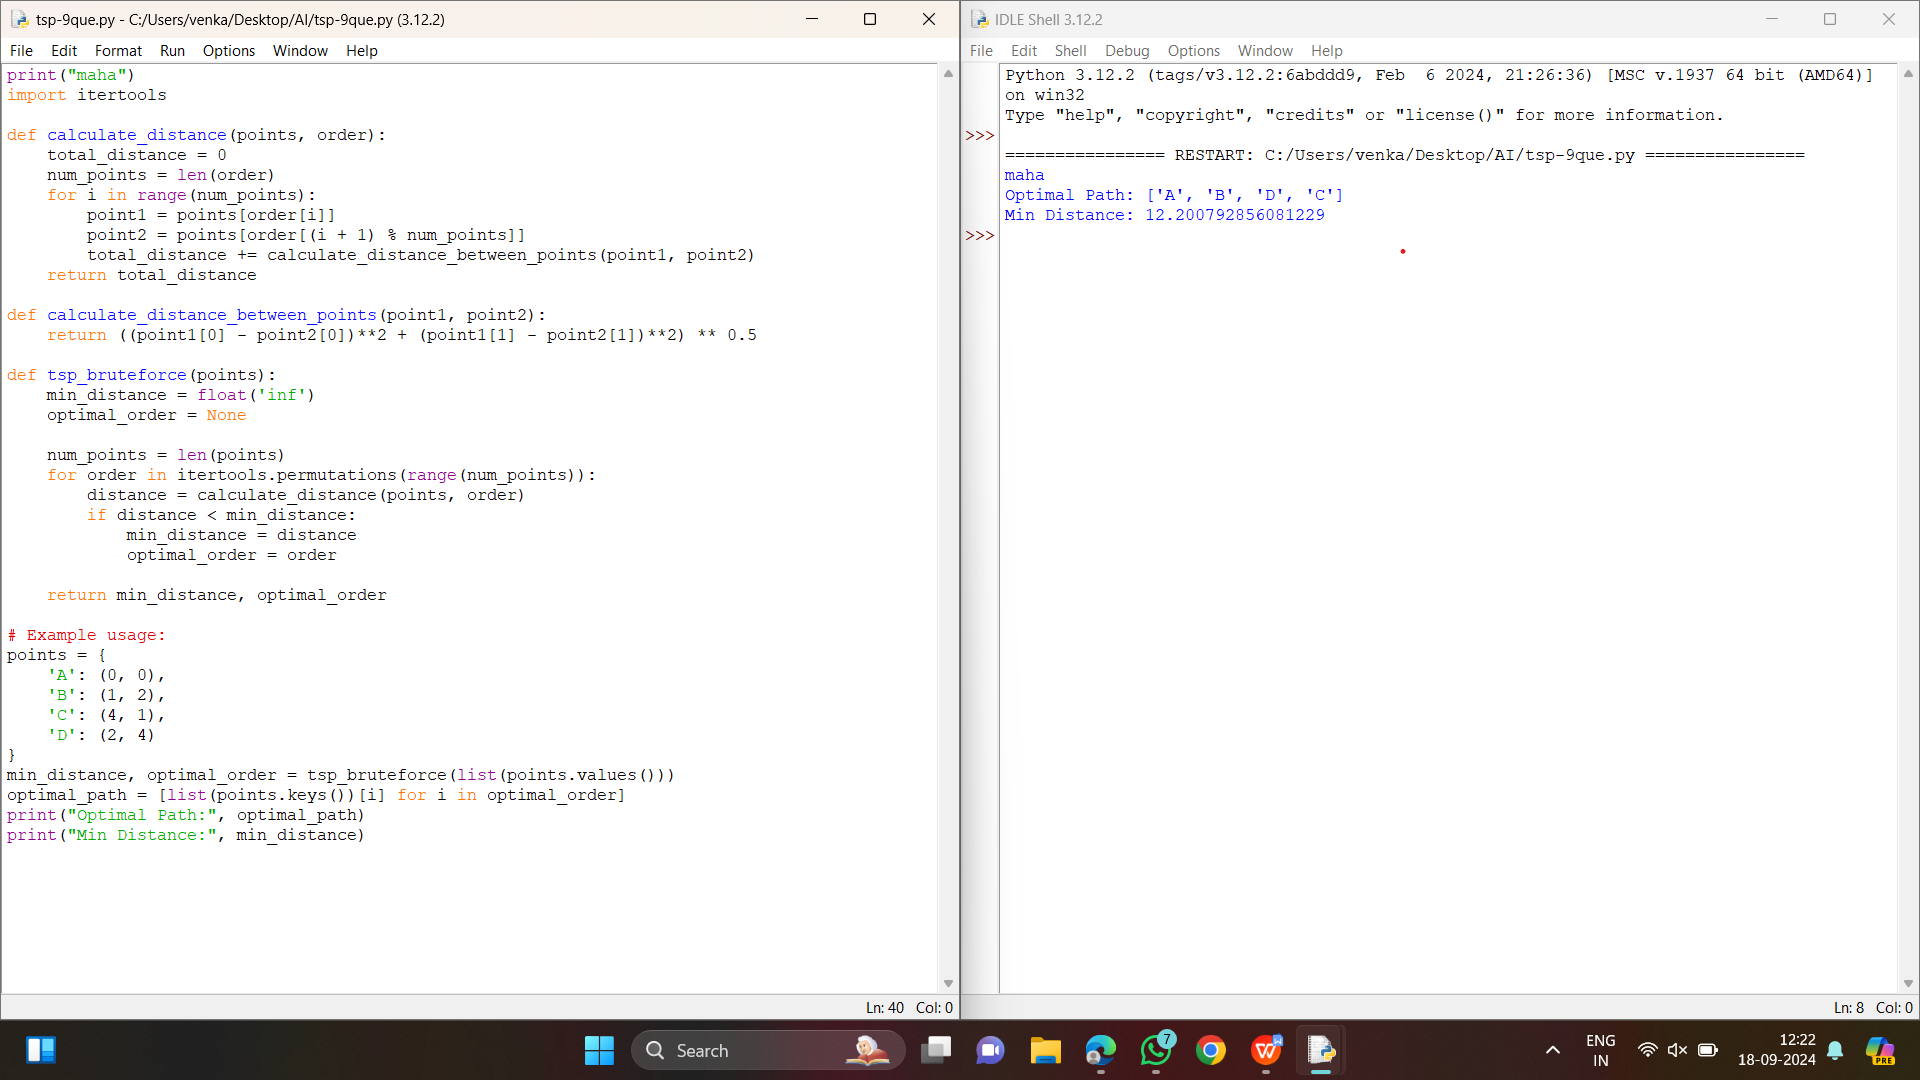 tsp-9que.py - C:/Users/venka/Desktop/AI/tsp-9que.py (3.12.2)
File Edit Format Run Options Window Help
print("maha")
import itertools

def calculate_distance(points, order):
    total_distance = 0
    num_points = len(order)
    for i in range(num_points):
        point1 = points[order[i]]
        point2 = points[order[(i + 1) % num_points]]
        total_distance += calculate_distance_between_points(point1, point2)
    return total_distance

def calculate_distance_between_points(point1, point2):
    return ((point1[0] - point2[0])**2 + (point1[1] - point2[1])**2) ** 0.5

def tsp_bruteforce(points):
    min_distance = float('inf')
    optimal_order = None

    num_points = len(points)
    for order in itertools.permutations(range(num_points)):
        distance = calculate_distance(points, order)
        if distance < min_distance:
            min_distance = distance
            optimal_order = order

    return min_distance, optimal_order

# Example usage:
points = {
    'A': (0, 0),
    'B': (1, 2),
    'C': (4, 1),
    'D': (2, 4)
}
min_distance, optimal_order = tsp_bruteforce(list(points.values()))
optimal_path = [list(points.keys())[i] for i in optimal_order]
print("Optimal Path:", optimal_path)
print("Min Distance:", min_distance)
Ln: 40 Col: 0
IDLE Shell 3.12.2
File Edit Shell Debug Options Window Help
Python 3.12.2 (tags/v3.12.2:6abddd9, Feb  6 2024, 21:26:36) [MSC v.1937 64 bit (AMD64)]
on win32
Type "help", "copyright", "credits" or "license()" for more information.
>>>
================ RESTART: C:/Users/venka/Desktop/AI/tsp-9que.py ================
maha
Optimal Path: ['A', 'B', 'D', 'C']
Min Distance: 12.200792856081229
>>>
Ln: 8 Col: 0
Search
7
W
PRE
ENG
IN
12:22
18-09-2024